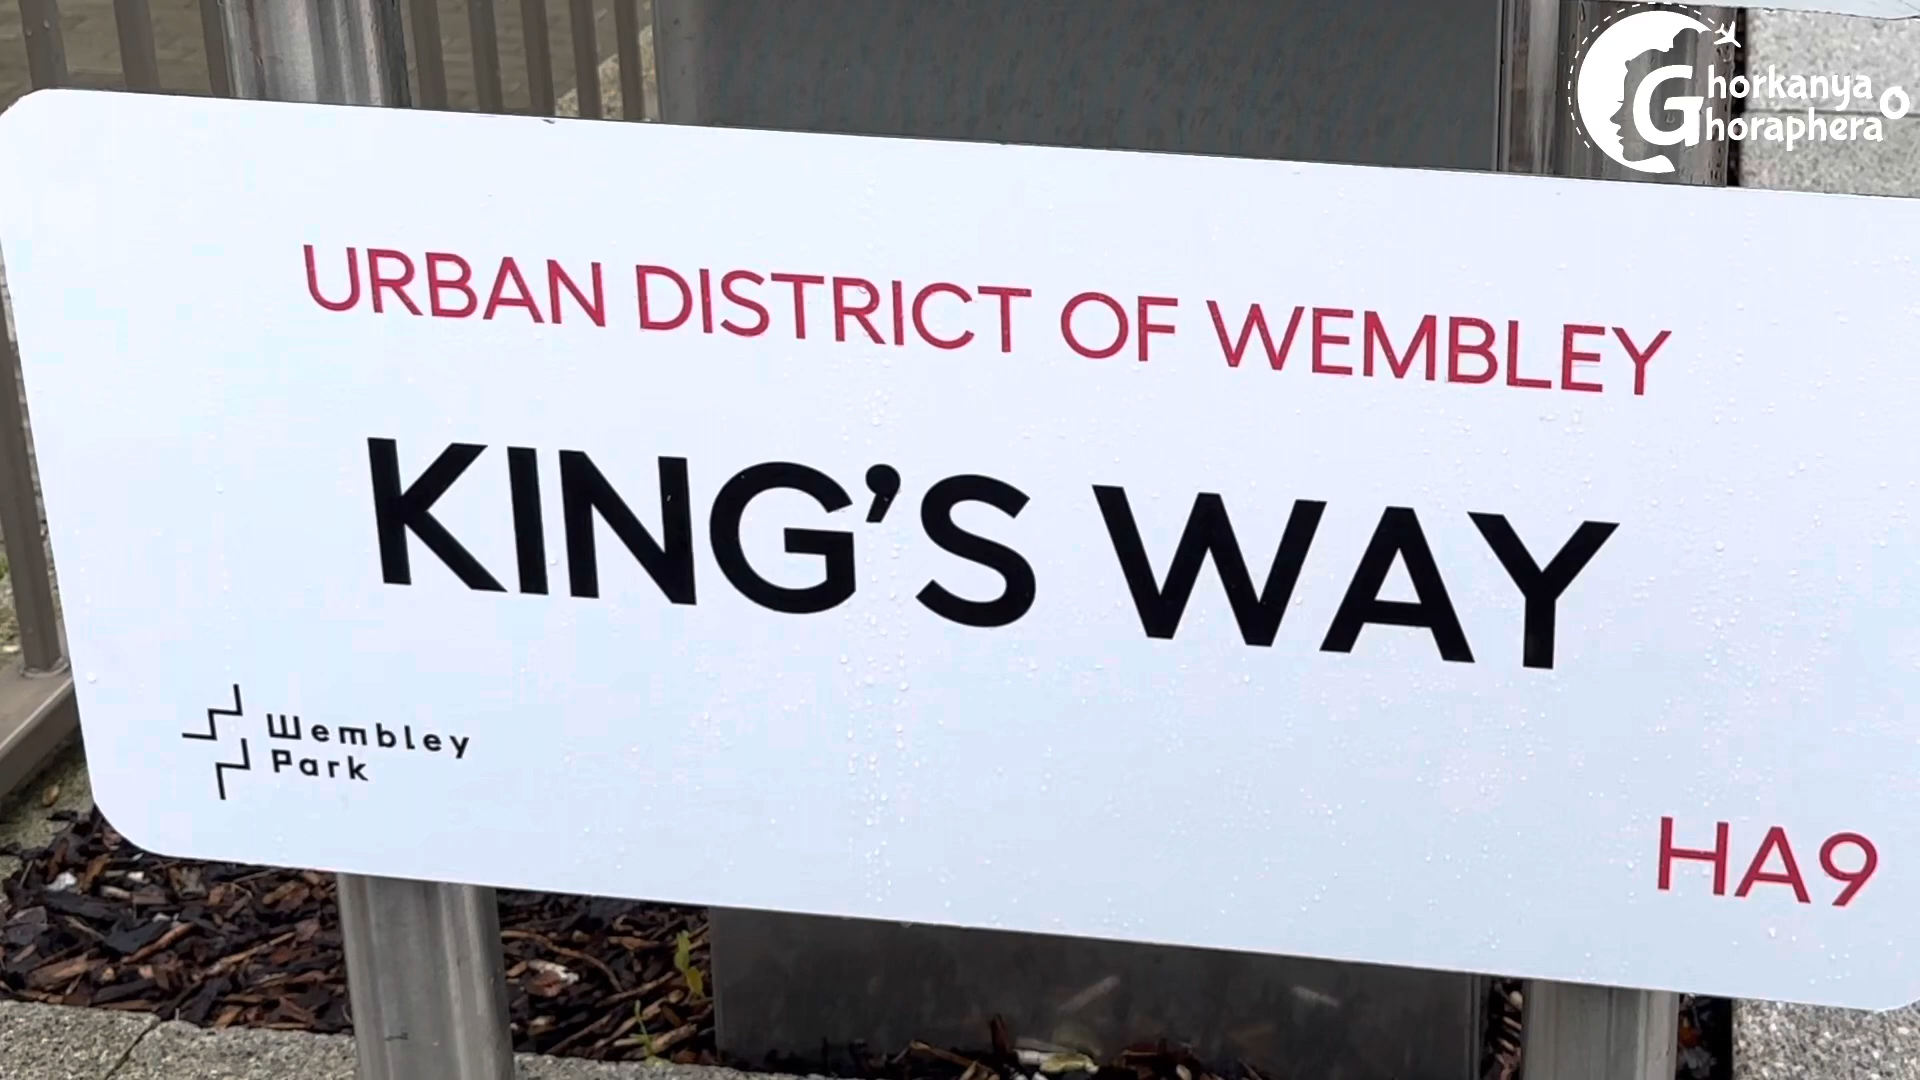 Ghorkanya
O
Ghoraphera
URBAN DISTRICT OF WEMBLEY
KING'S WAY
Wembley
Park
HA9